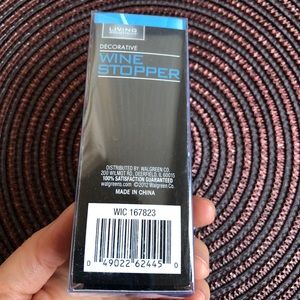 LIVING
DECORATIVE
WINE
STOPPER
DISTRIBUTED BY: WALGREEN CO.
200 WILMOT RD., DEERFIELD, IL 60015
100% SATISFACTION GUARANTEED
walgreens.com ©2012 Walgreen Co.
MADE IN CHINA
WIC 167823
0 49022 62445 0